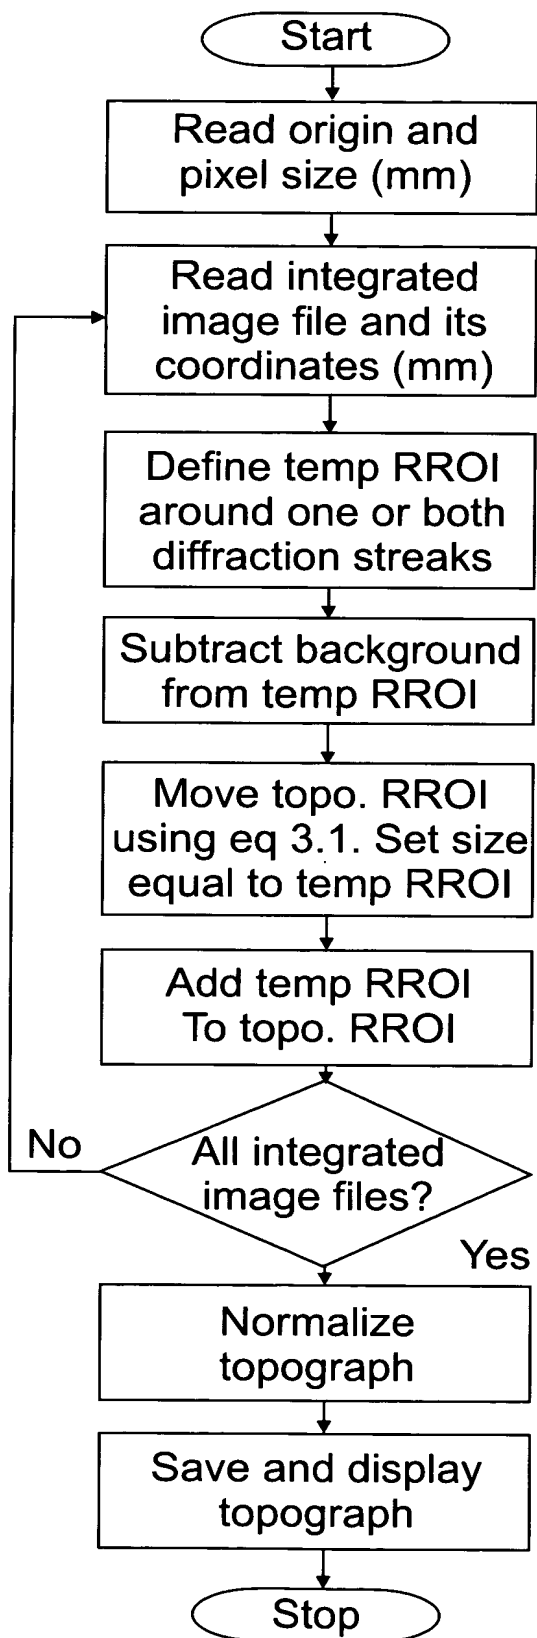 Start
Read origin and
pixel size (mm)
Read integrated
image file and its
coordinates (mm)
Define temp RROI
around one or both
diffraction streaks
Subtract background
from temp RROI
Move topo. RROI
using eq 3.1. Set size
equal to temp RROI
Add temp RROI
To topo. RROI
No
All integrated
image files?
Yes
Normalize
topograph
Save and display
topograph
Stop